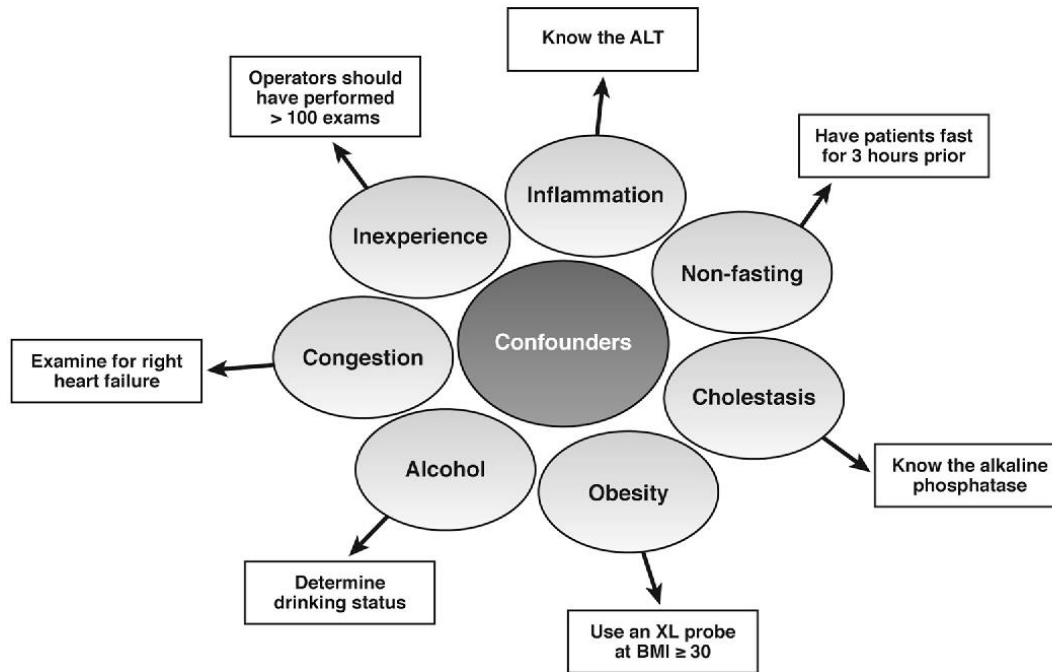 Know the ALT
Operators should
have performed
> 100 exams
Have patients fast
for 3 hours prior
Inflammation
Inexperience
Non-fasting
Confounders
Congestion
Examine for right
heart failure
Cholestasis
Alcohol
Obesity
Know the alkaline
phosphatase
Determine
drinking status
Use an XL probe
at BMI ≥ 30